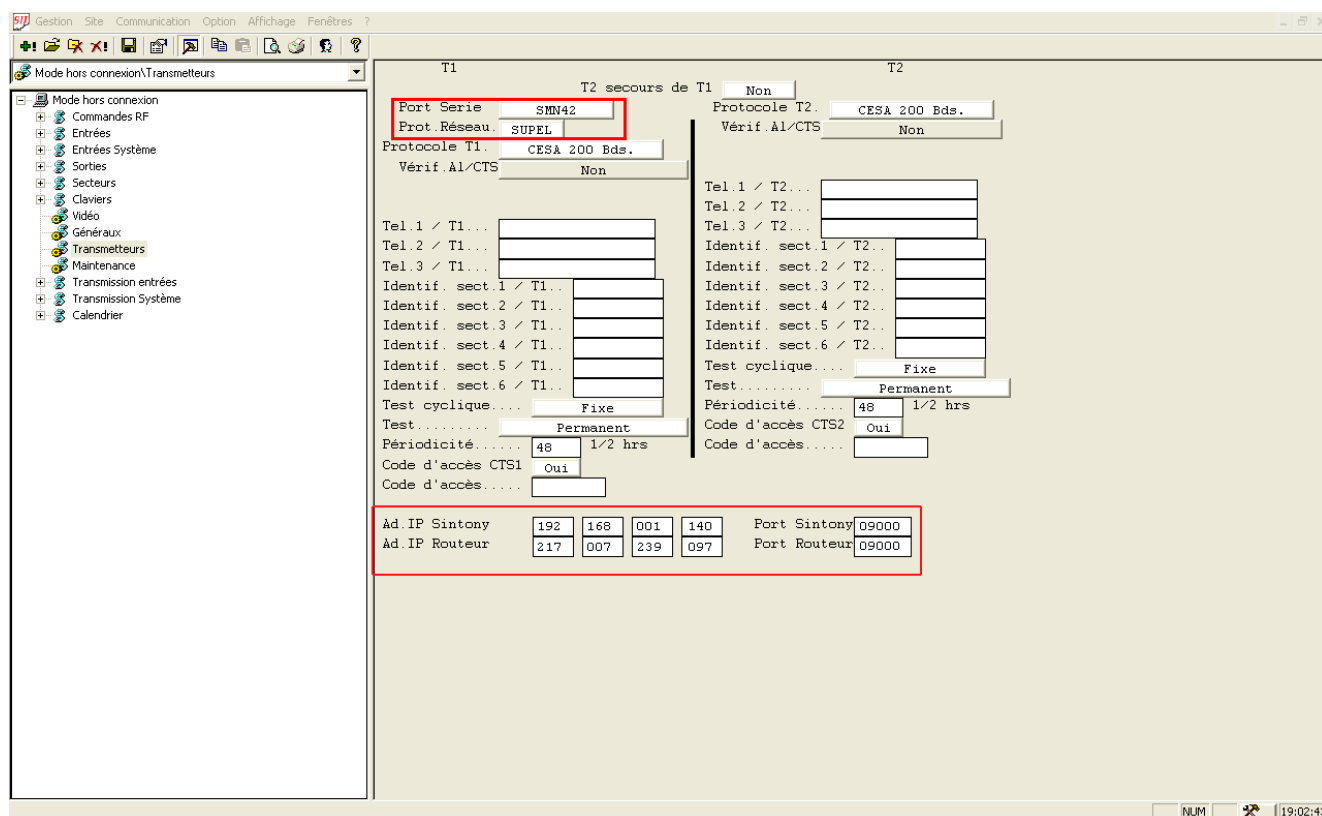 SIJ Gestion Site Communication Option Affichage Fenêtres ?
Mode hors connexion\Transmetteurs
Mode hors connexion
Commandes RF
Entrées
Entrées Système
Sorties
Secteurs
Claviers
Vidéo
Généraux
Transmetteurs
Maintenance
Transmission entrées
Transmission Système
Calendrier
T1 T2
T2 secours de T1 Non
Port Serie SMN42
Prot.Réseau. SUPEL
Protocole T1. CESA 200 Bds.
Vérif.Al/CTS Non
Tel.1 / T1...
Tel.2 / T1...
Tel.3 / T1...
Identif. sect.1 / T1..
Identif. sect.2 / T1..
Identif. sect.3 / T1..
Identif. sect.4 / T1..
Identif. sect.5 / T1..
Identif. sect.6 / T1..
Test cyclique.... Fixe
Test......... Permanent
Périodicité...... 48 1/2 hrs
Code d'accès CTS1 Oui
Code d'accès.....
Protocole T2. CESA 200 Bds.
Vérif.Al/CTS Non
Tel.1 / T2...
Tel.2 / T2...
Tel.3 / T2...
Identif. sect.1 / T2..
Identif. sect.2 / T2..
Identif. sect.3 / T2..
Identif. sect.4 / T2..
Identif. sect.5 / T2..
Identif. sect.6 / T2..
Test cyclique.... Fixe
Test......... Permanent
Périodicité...... 48 1/2 hrs
Code d'accès CTS2 Oui
Code d'accès.....
Ad.IP Sintony 192 168 001 140 Port Sintony 09000
Ad.IP Routeur 217 007 239 097 Port Routeur 09000
NUM